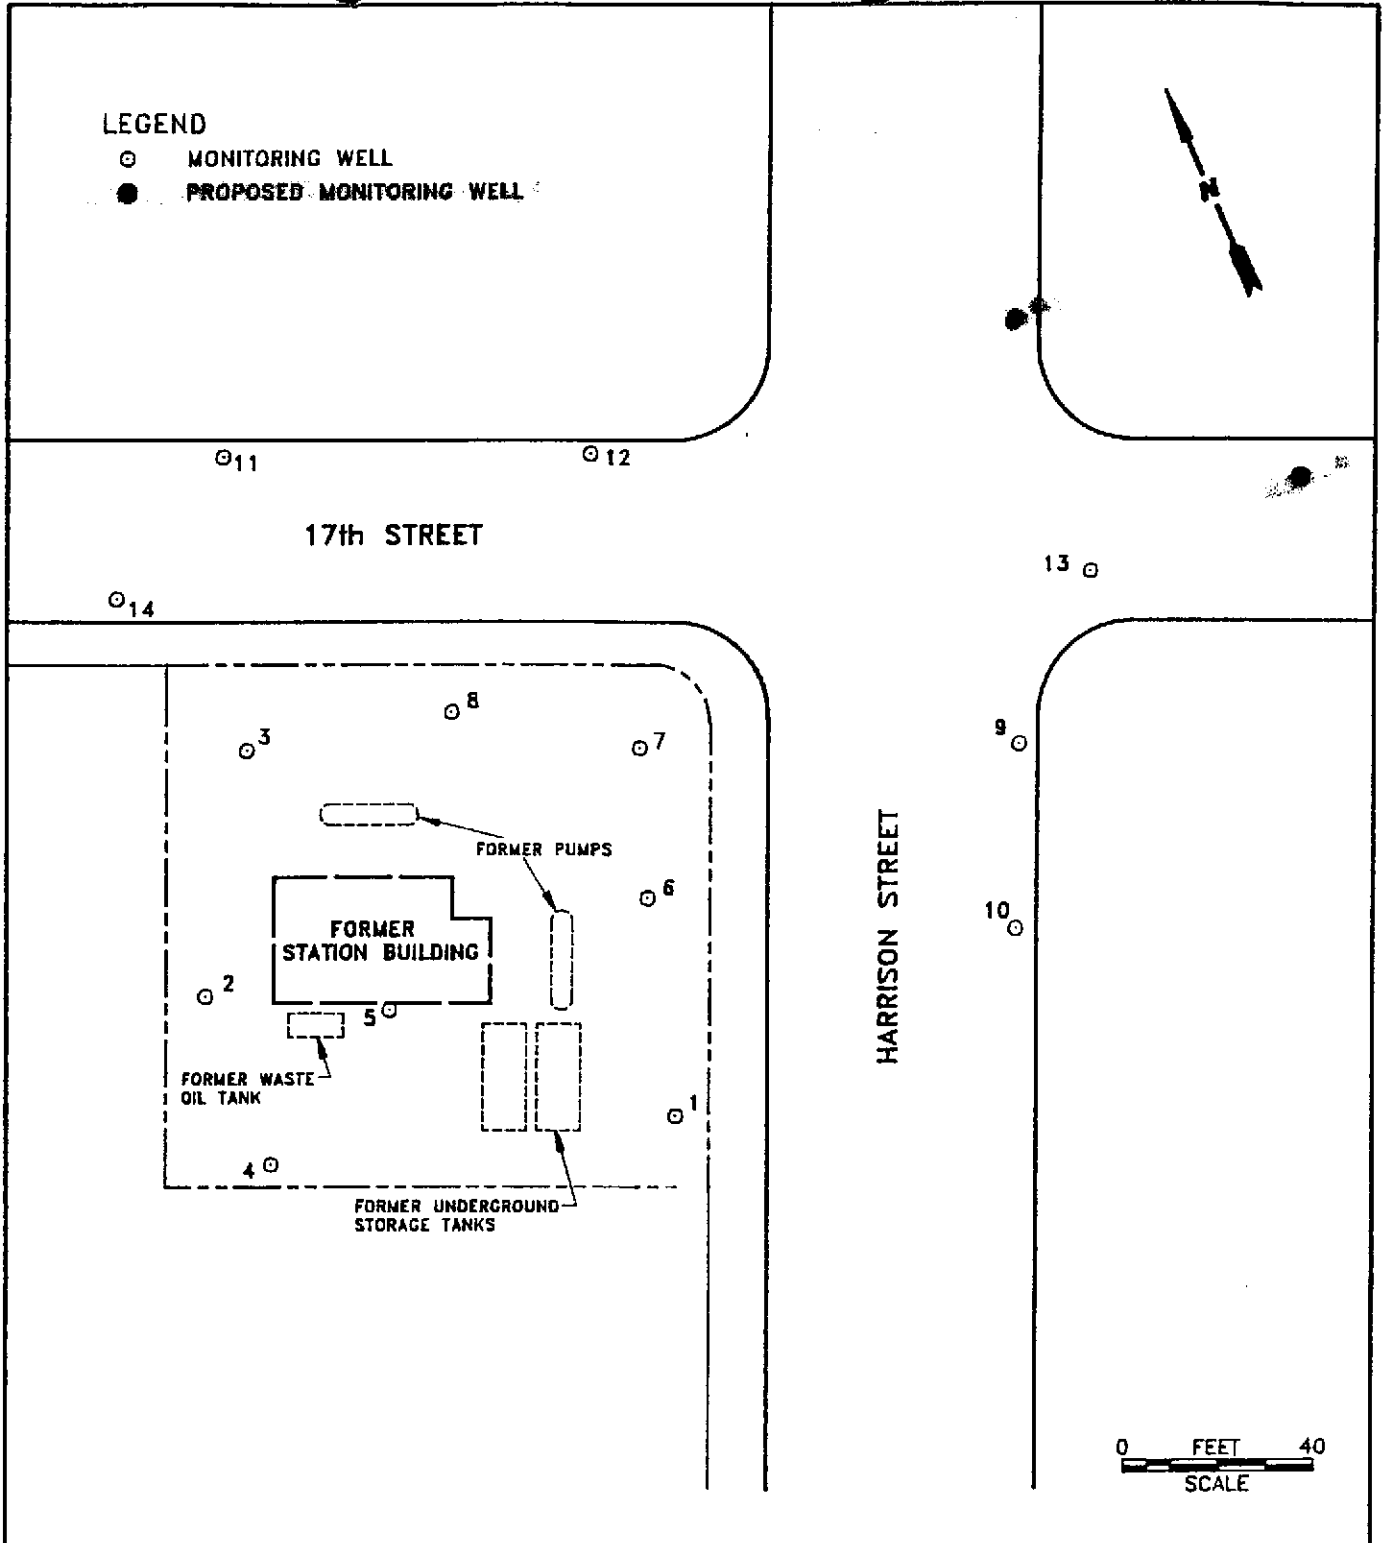 LEGEND
MONITORING WELL
PROPOSED MONITORING WELL
N
11
12
17th STREET
13
14
8
3
7
9
FORMER PUMPS
6
10
FORMER
STATION BUILDING
HARRISON STREET
2
5
FORMER WASTE
OIL TANK
1
4
FORMER UNDERGROUND
STORAGE TANKS
0 FEET 40
SCALE